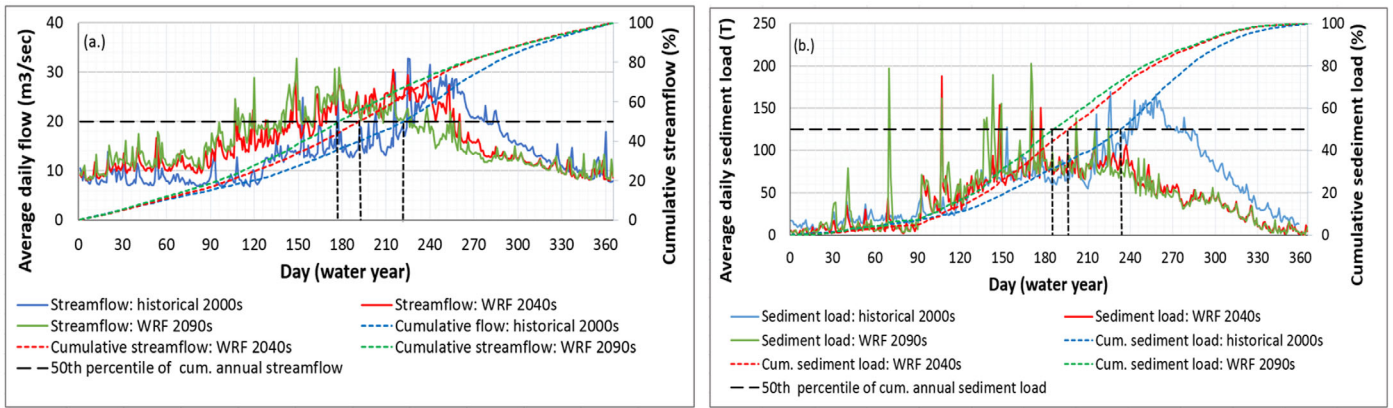 (a.)
Average daily flow (m3/sec)
40
30
20
10
0
100
80
60
40
20
0
Cumulative streamflow (%)
0 30 60 90 120 150 180 210 240 270 300 330 360
Day (water year)
Streamflow: historical 2000s
Streamflow: WRF 2040s
Streamflow: WRF 2090s
Cumulative flow: historical 2000s
Cumulative streamflow: WRF 2040s
Cumulative streamflow: WRF 2090s
50th percentile of cum. annual streamflow
(b.)
Average daily sediment load (T)
250
200
150
100
50
0
100
80
60
40
20
0
Cumulative sedeiment load (%)
0 30 60 90 120 150 180 210 240 270 300 330 360
Day (water year)
Sediment load: historical 2000s
Sediment load: WRF 2040s
Sediment load: WRF 2090s
Cum. sediment load: historical 2000s
Cum. sediment load: WRF 2040s
Cum. sediment load: WRF 2090s
50th percentile of cum. annual sediment load